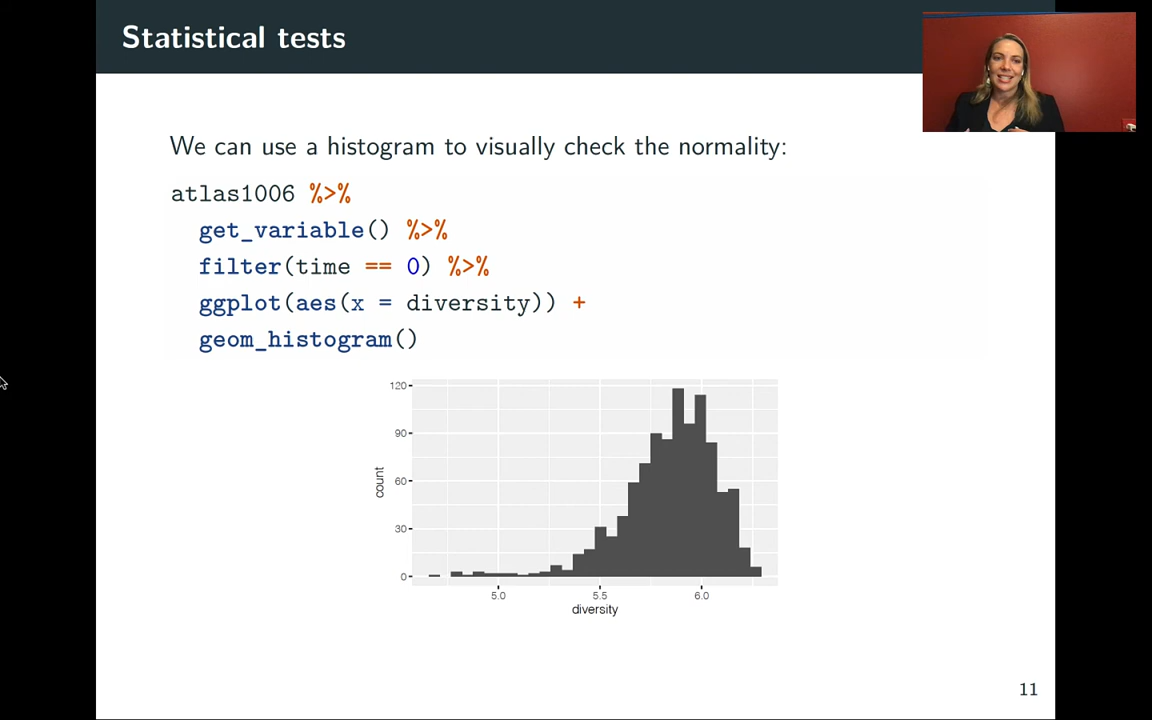 Statistical tests
We can use a histogram to visually check the normality:
atlas1006 %>%
get_variable() %>%
filter(time == 0) %>%
ggplot(aes(x = diversity)) +
geom_histogram()
120
90
60
30
0
count
5.0 5.5 6.0
diversity
11